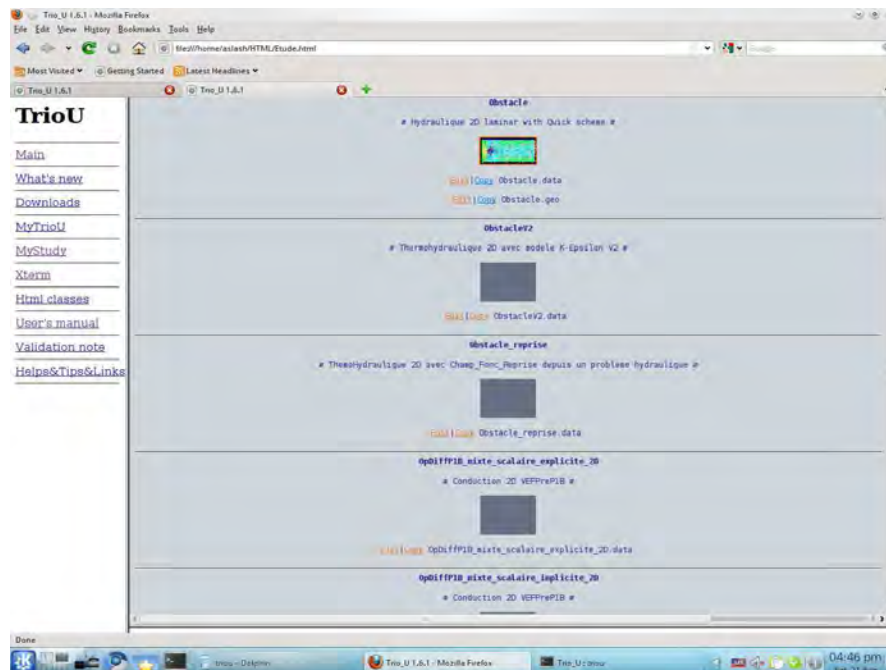 Trio_U 1.6.1 - Mozilla Firefox
File Edit View History Bookmarks Tools Help
file:///home/aslash/HTML/Etude.html
Most Visited Getting Started Latest Headlines
Trio_U 1.6.1 Trio_U 1.6.1
TrioU
Main
What's new
Downloads
MyTrioU
MyStudy
Xterm
Html classes
User's manual
Validation note
Helps&Tips&Links
Obstacle
# Hydraulique 2D laminar with Quick scheme #
Edit|Copy Obstacle.data
Edit|Copy Obstacle.geo
ObstacleV2
# Thermohydraulique 2D avec modele K-Epsilon V2 #
Edit|Copy ObstacleV2.data
Obstacle_reprise
# ThemoHydraulique 2D avec Champ_Fonc_Reprise depuis un probleme hydraulique #
Edit|Copy Obstacle_reprise.data
OpDiffP1B_mixte_scalaire_explicite_2D
# Conduction 2D VEFPreP1B #
Edit|Copy OpDiffP1B_mixte_scalaire_explicite_2D.data
OpDiffP1B_mixte_scalaire_implicite_2D
# Conduction 2D VEFPreP1B #
Done
Dolphin
Trio_U 1.6.1 - Mozilla Firefox
04:46 pm